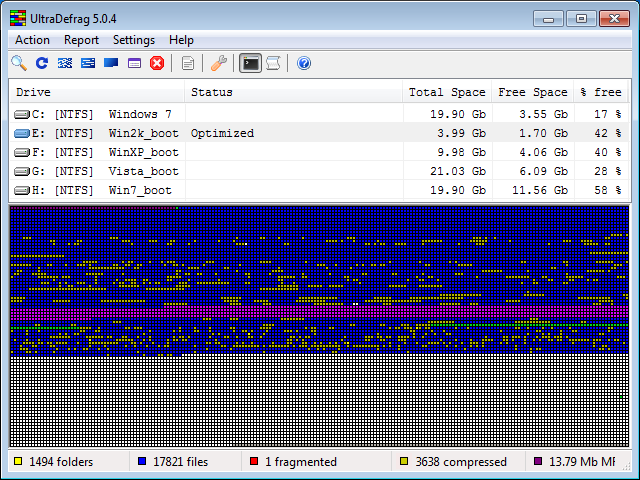 UltraDefrag 5.0.4
Action Report Settings Help
Drive Status Total Space Free Space % free
C: [NTFS] Windows 7 19.90 Gb 3.55 Gb 17 %
E: [NTFS] Win2k_boot Optimized 3.99 Gb 1.70 Gb 42 %
F: [NTFS] WinXP_boot 9.98 Gb 4.06 Gb 40 %
G: [NTFS] Vista_boot 21.03 Gb 6.09 Gb 28 %
H: [NTFS] Win7_boot 19.90 Gb 11.56 Gb 58 %
1494 folders 17821 files 1 fragmented 3638 compressed 13.79 Mb MF